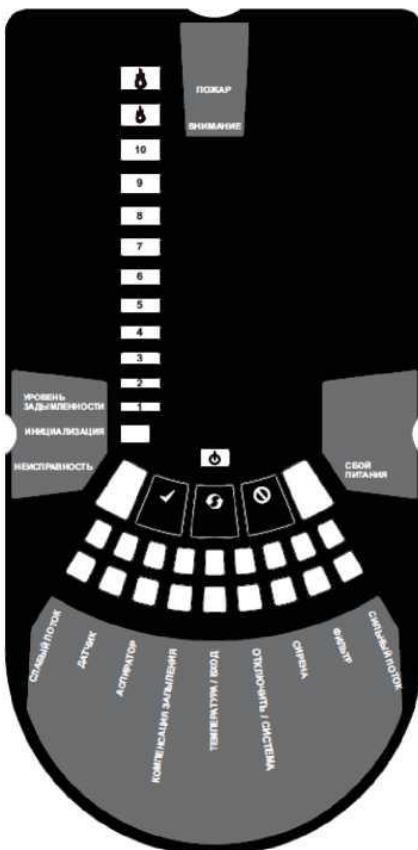 ПОЖАР
ВНИМАНИЕ
10
9
8
7
6
5
4
3
2
1
УРОВЕНЬ
ЗАДЫМЛЕННОСТИ
ИНИЦИАЛИЗАЦИЯ
НЕИСПРАВНОСТЬ
СБОЙ
ПИТАНИЯ
СЛАБЫЙ ПОТОК
ДАТЧИК
АСПИРАТОР
КОМПЕНСАЦИЯ ЗАПЫЛЕНИЯ
ТЕМПЕРАТУРА / ВХОД
ОТКЛЮЧИТЬ / СИСТЕМА
СИРЕНА
ФИЛЬТР
СИЛЬНЫЙ ПОТОК